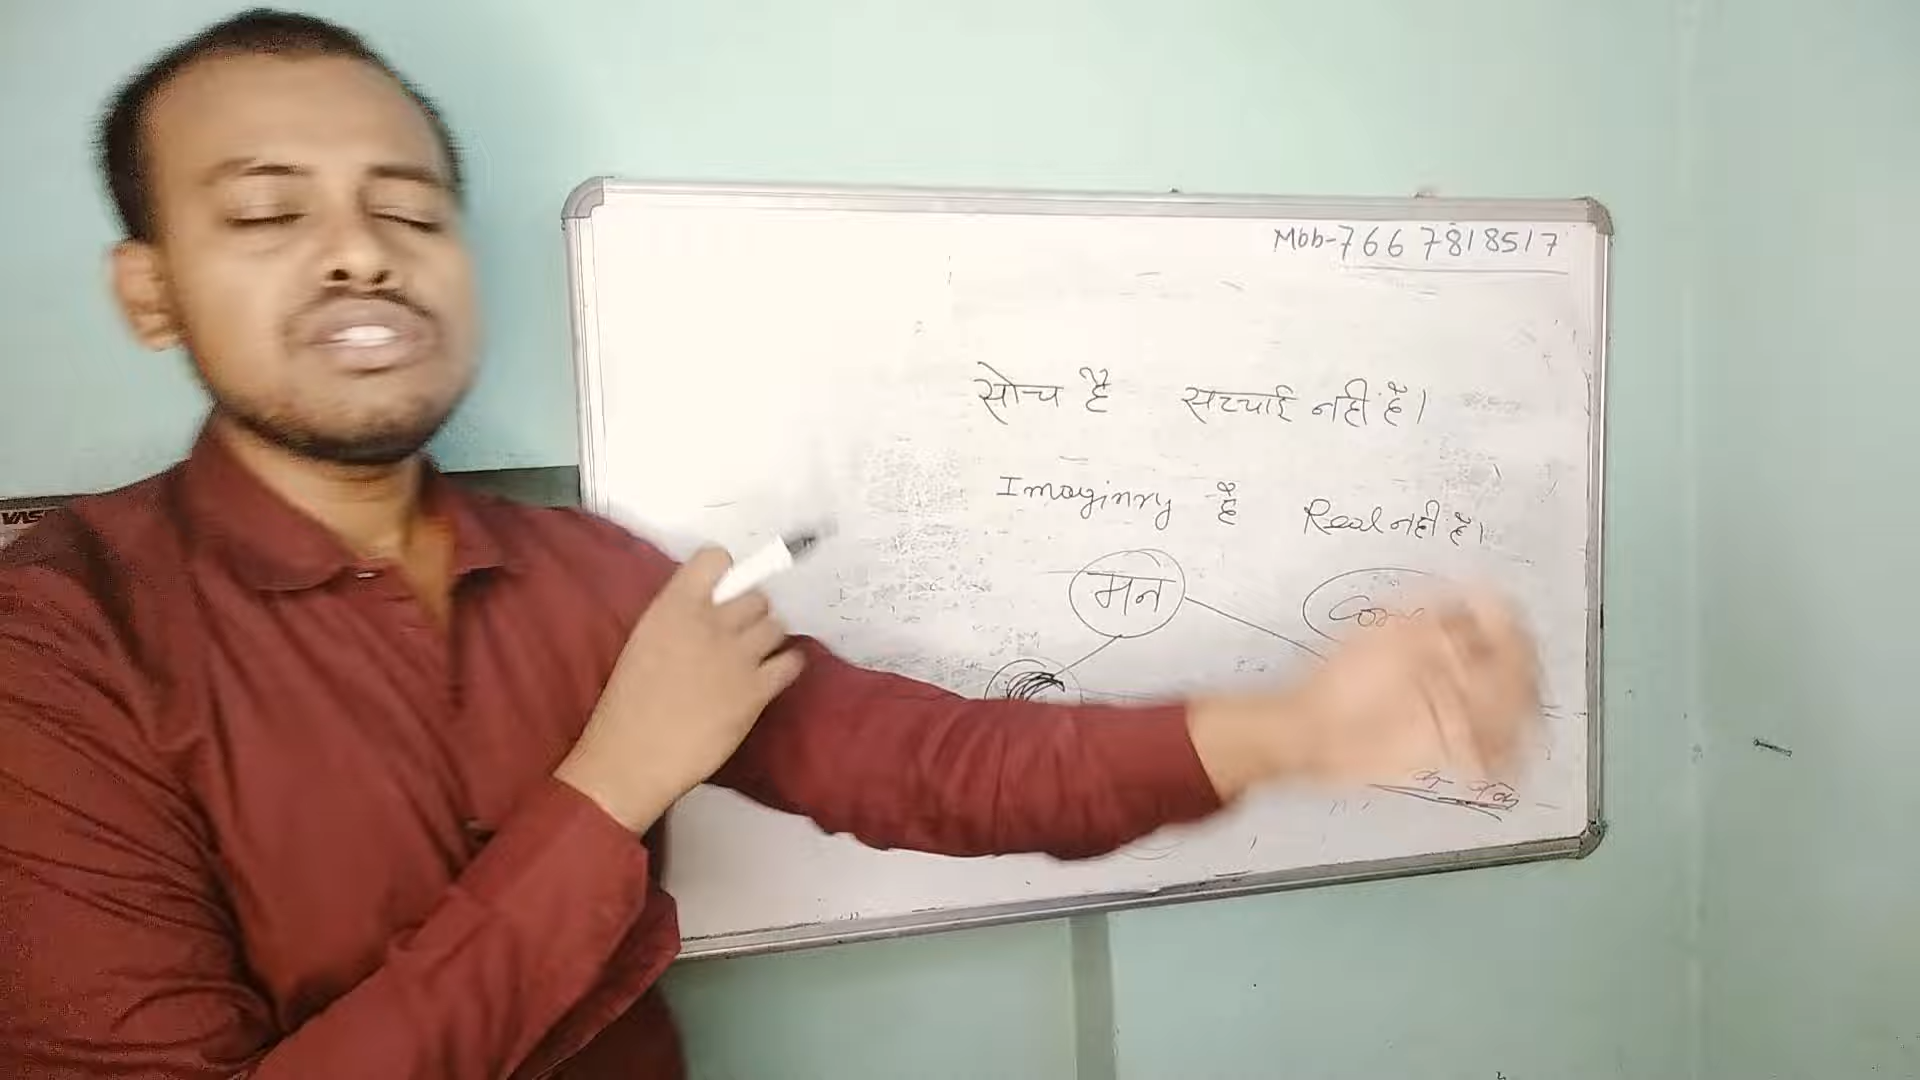 Mob-7667818517
सोच है सच्चाई नहीं है।
Imaginry है Real नहीं है।
मन